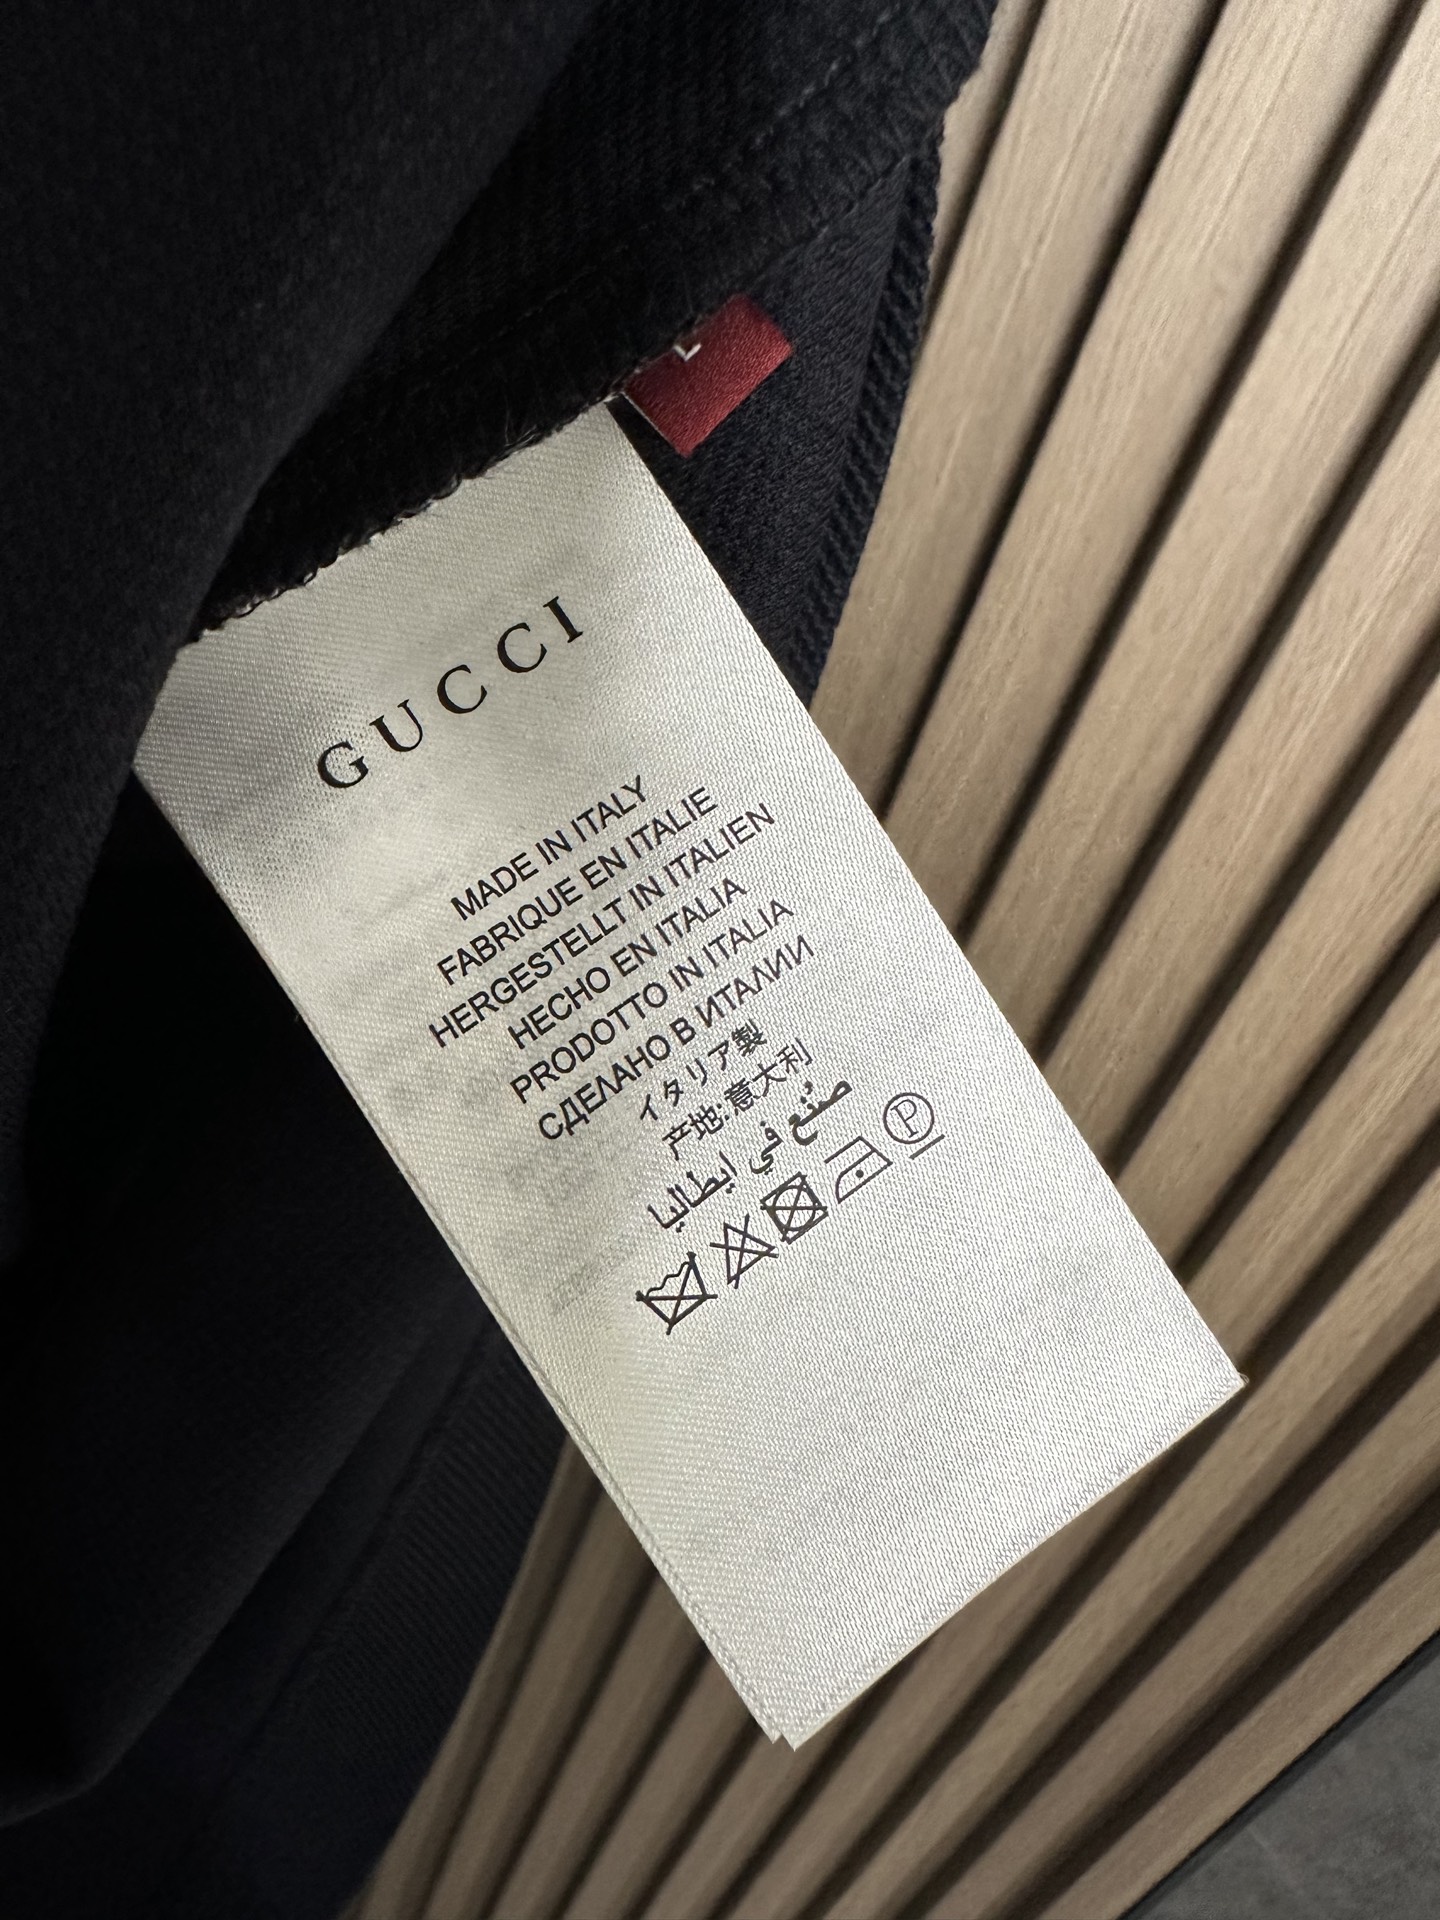 L
GUCCI
MADE IN ITALY
FABRIQUE EN ITALIE
HERGESTELLT IN ITALIEN
HECHO EN ITALIA
PRODOTTO IN ITALIA
СДЕЛАНО В ИТАЛИИ
イタリア製
产地:意大利
صُنع في ايطاليا
P